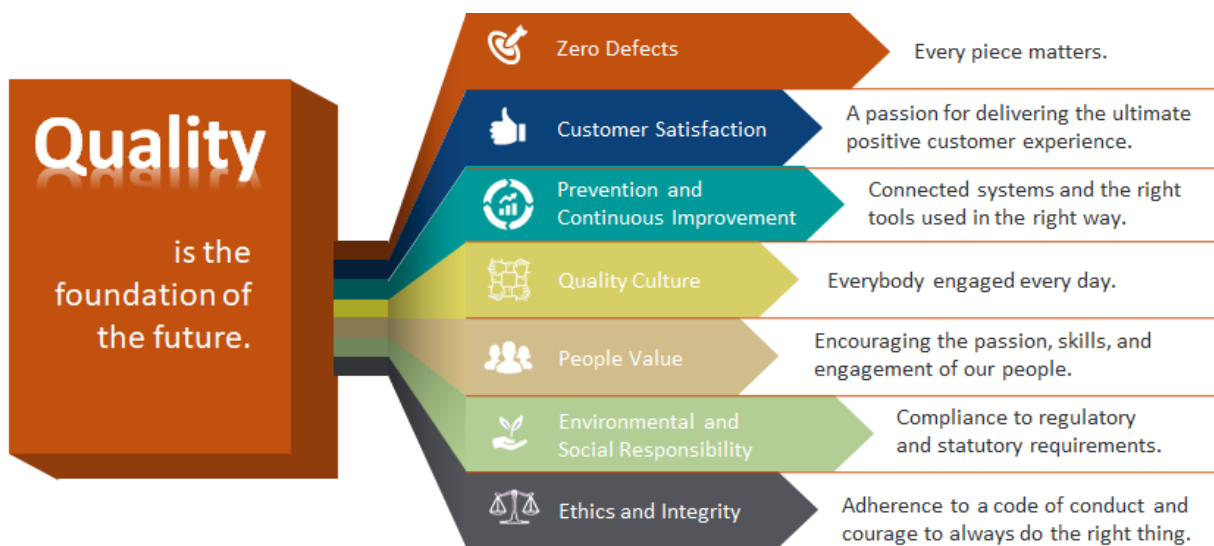 Quality
is the
foundation of
the future.
Zero Defects
Every piece matters.
Customer Satisfaction
A passion for delivering the ultimate
positive customer experience.
Prevention and
Continuous Improvement
Connected systems and the right
tools used in the right way.
Quality Culture
Everybody engaged every day.
People Value
Encouraging the passion, skills, and
engagement of our people.
Environmental and
Social Responsibility
Compliance to regulatory
and statutory requirements.
Ethics and Integrity
Adherence to a code of conduct and
courage to always do the right thing.